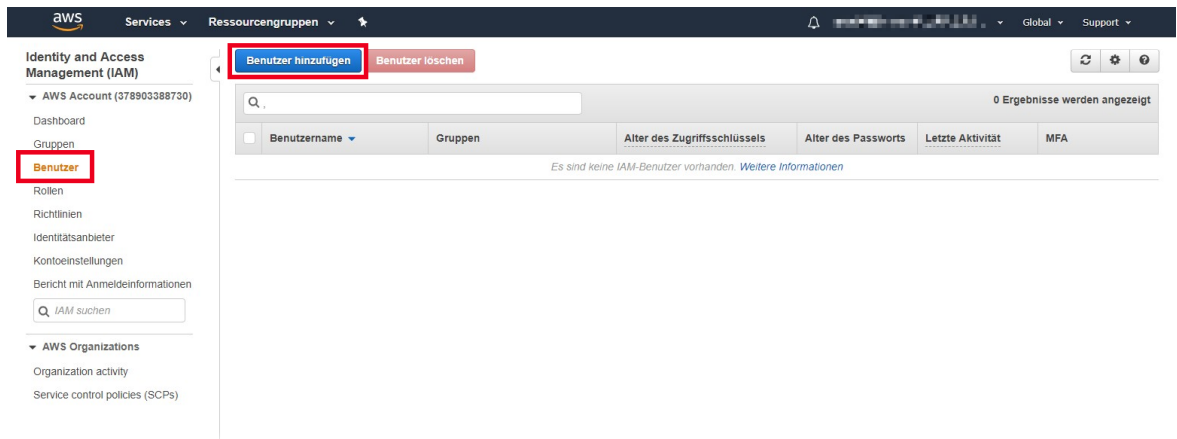 aws
Services
Ressourcengruppen
Global
Support
Identity and Access
Management (IAM)
AWS Account (378903388730)
Dashboard
Gruppen
Benutzer
Rollen
Richtlinien
Identitätsanbieter
Kontoeinstellungen
Bericht mit Anmeldeinformationen
IAM suchen
AWS Organizations
Organization activity
Service control policies (SCPs)
Benutzer hinzufügen
Benutzer löschen
,
0 Ergebnisse werden angezeigt
Benutzername
Gruppen
Alter des Zugriffsschlüssels
Alter des Passworts
Letzte Aktivität
MFA
Es sind keine IAM-Benutzer vorhanden. Weitere Informationen